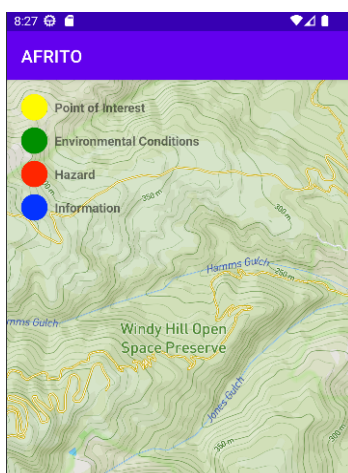 8:27
AFRITO
Point of Interest
Environmental Conditions
Hazard
Information
350 m
Hamms Gulch
250 m
mms Gulch
Windy Hill Open
Space Preserve
Jones Gulch
350 m
300 m